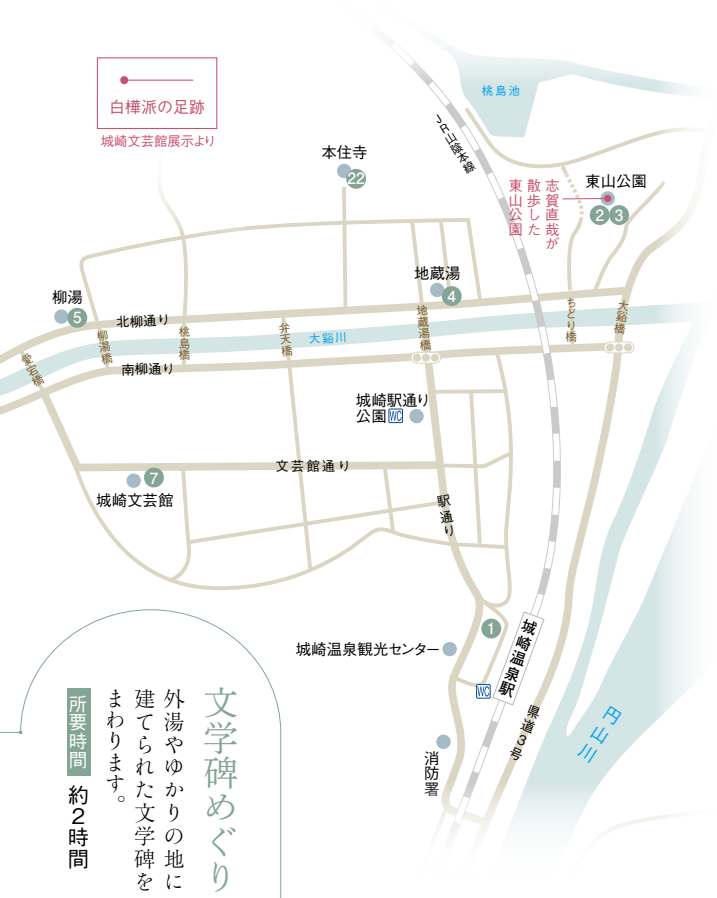 白樺派の足跡
城崎文芸館展示より
桃島池
JR山陰本線
本住寺
22
東山公園
2
3
志賀直哉が
散歩した
東山公園
地蔵湯
4
柳湯
5
北柳通り
大谿川
南柳通り
愛宕橋
柳湯橋
桃島橋
弁天橋
地蔵湯橋
ちどり橋
大谿橋
城崎駅通り
公園
WC
文芸館通り
7
城崎文芸館
駅通り
1
城崎温泉駅
城崎温泉観光センター
WC
県道3号
円山川
消防署
文学碑めぐり
外湯やゆかりの地に
建てられた文学碑を
まわります。
所要時間 約2時間